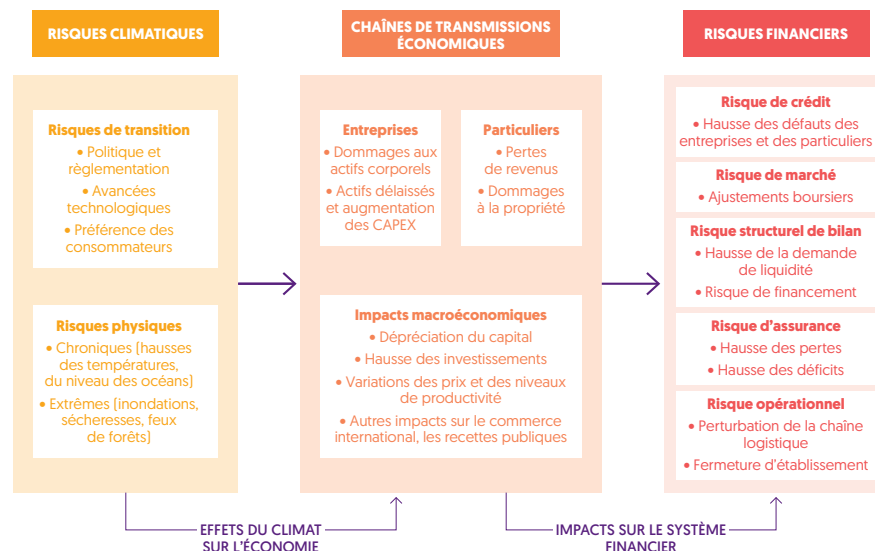 RISQUES CLIMATIQUES
CHAÎNES DE TRANSMISSIONS
ÉCONOMIQUES
RISQUES FINANCIERS
Risques de transition
• Politique et
règlementation
• Avancées
technologiques
• Préférence des
consommateurs
Risques physiques
• Chroniques (hausses
des températures,
du niveau des océans)
• Extrêmes (inondations,
sécheresses, feux
de forêts)
Entreprises
• Dommages aux
actifs corporels
• Actifs délaissés
et augmentation
des CAPEX
Particuliers
• Pertes
de revenus
• Dommages
à la propriété
Impacts macroéconomiques
• Dépréciation du capital
• Hausse des investissements
• Variations des prix et des niveaux
de productivité
• Autres impacts sur le commerce
international, les recettes publiques
Risque de crédit
• Hausse des défauts des
entreprises et des particuliers
Risque de marché
• Ajustements boursiers
Risque structurel de bilan
• Hausse de la demande
de liquidité
• Risque de financement
Risque d'assurance
• Hausse des pertes
• Hausse des déficits
Risque opérationnel
• Perturbation de la chaîne
logistique
• Fermeture d'établissement
EFFETS DU CLIMAT
SUR L'ÉCONOMIE
IMPACTS SUR LE SYSTÈME
FINANCIER